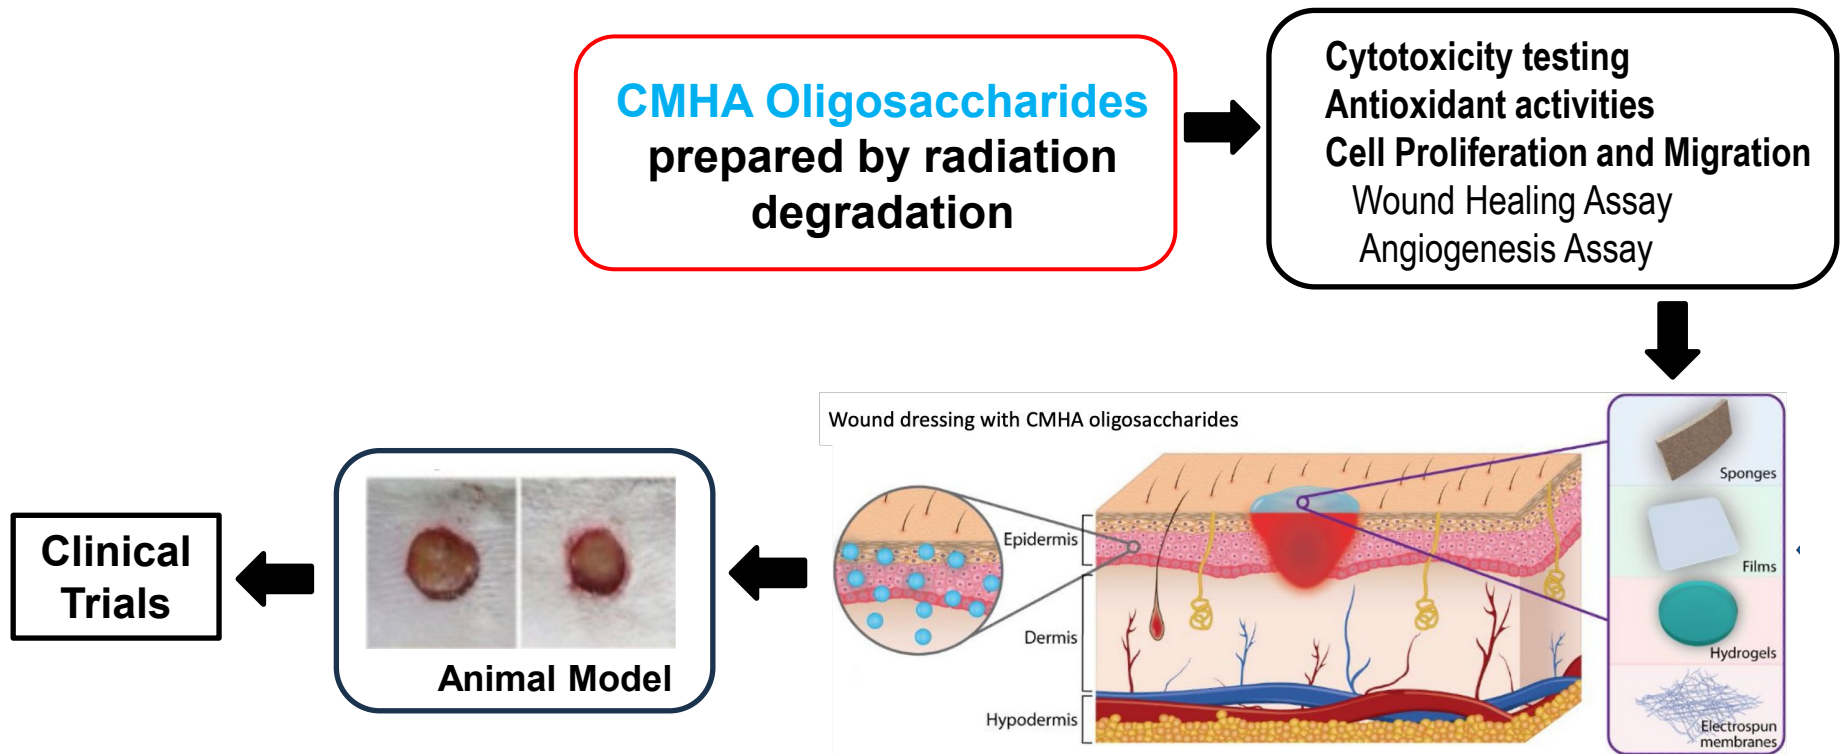 CMHA Oligosaccharides
prepared by radiation
degradation
Cytotoxicity testing
Antioxidant activities
Cell Proliferation and Migration
Wound Healing Assay
Angiogenesis Assay
Wound dressing with CMHA oligosaccharides
Epidermis
Dermis
Hypodermis
Sponges
Films
Hydrogels
Electrospun
membranes
Animal Model
Clinical
Trials